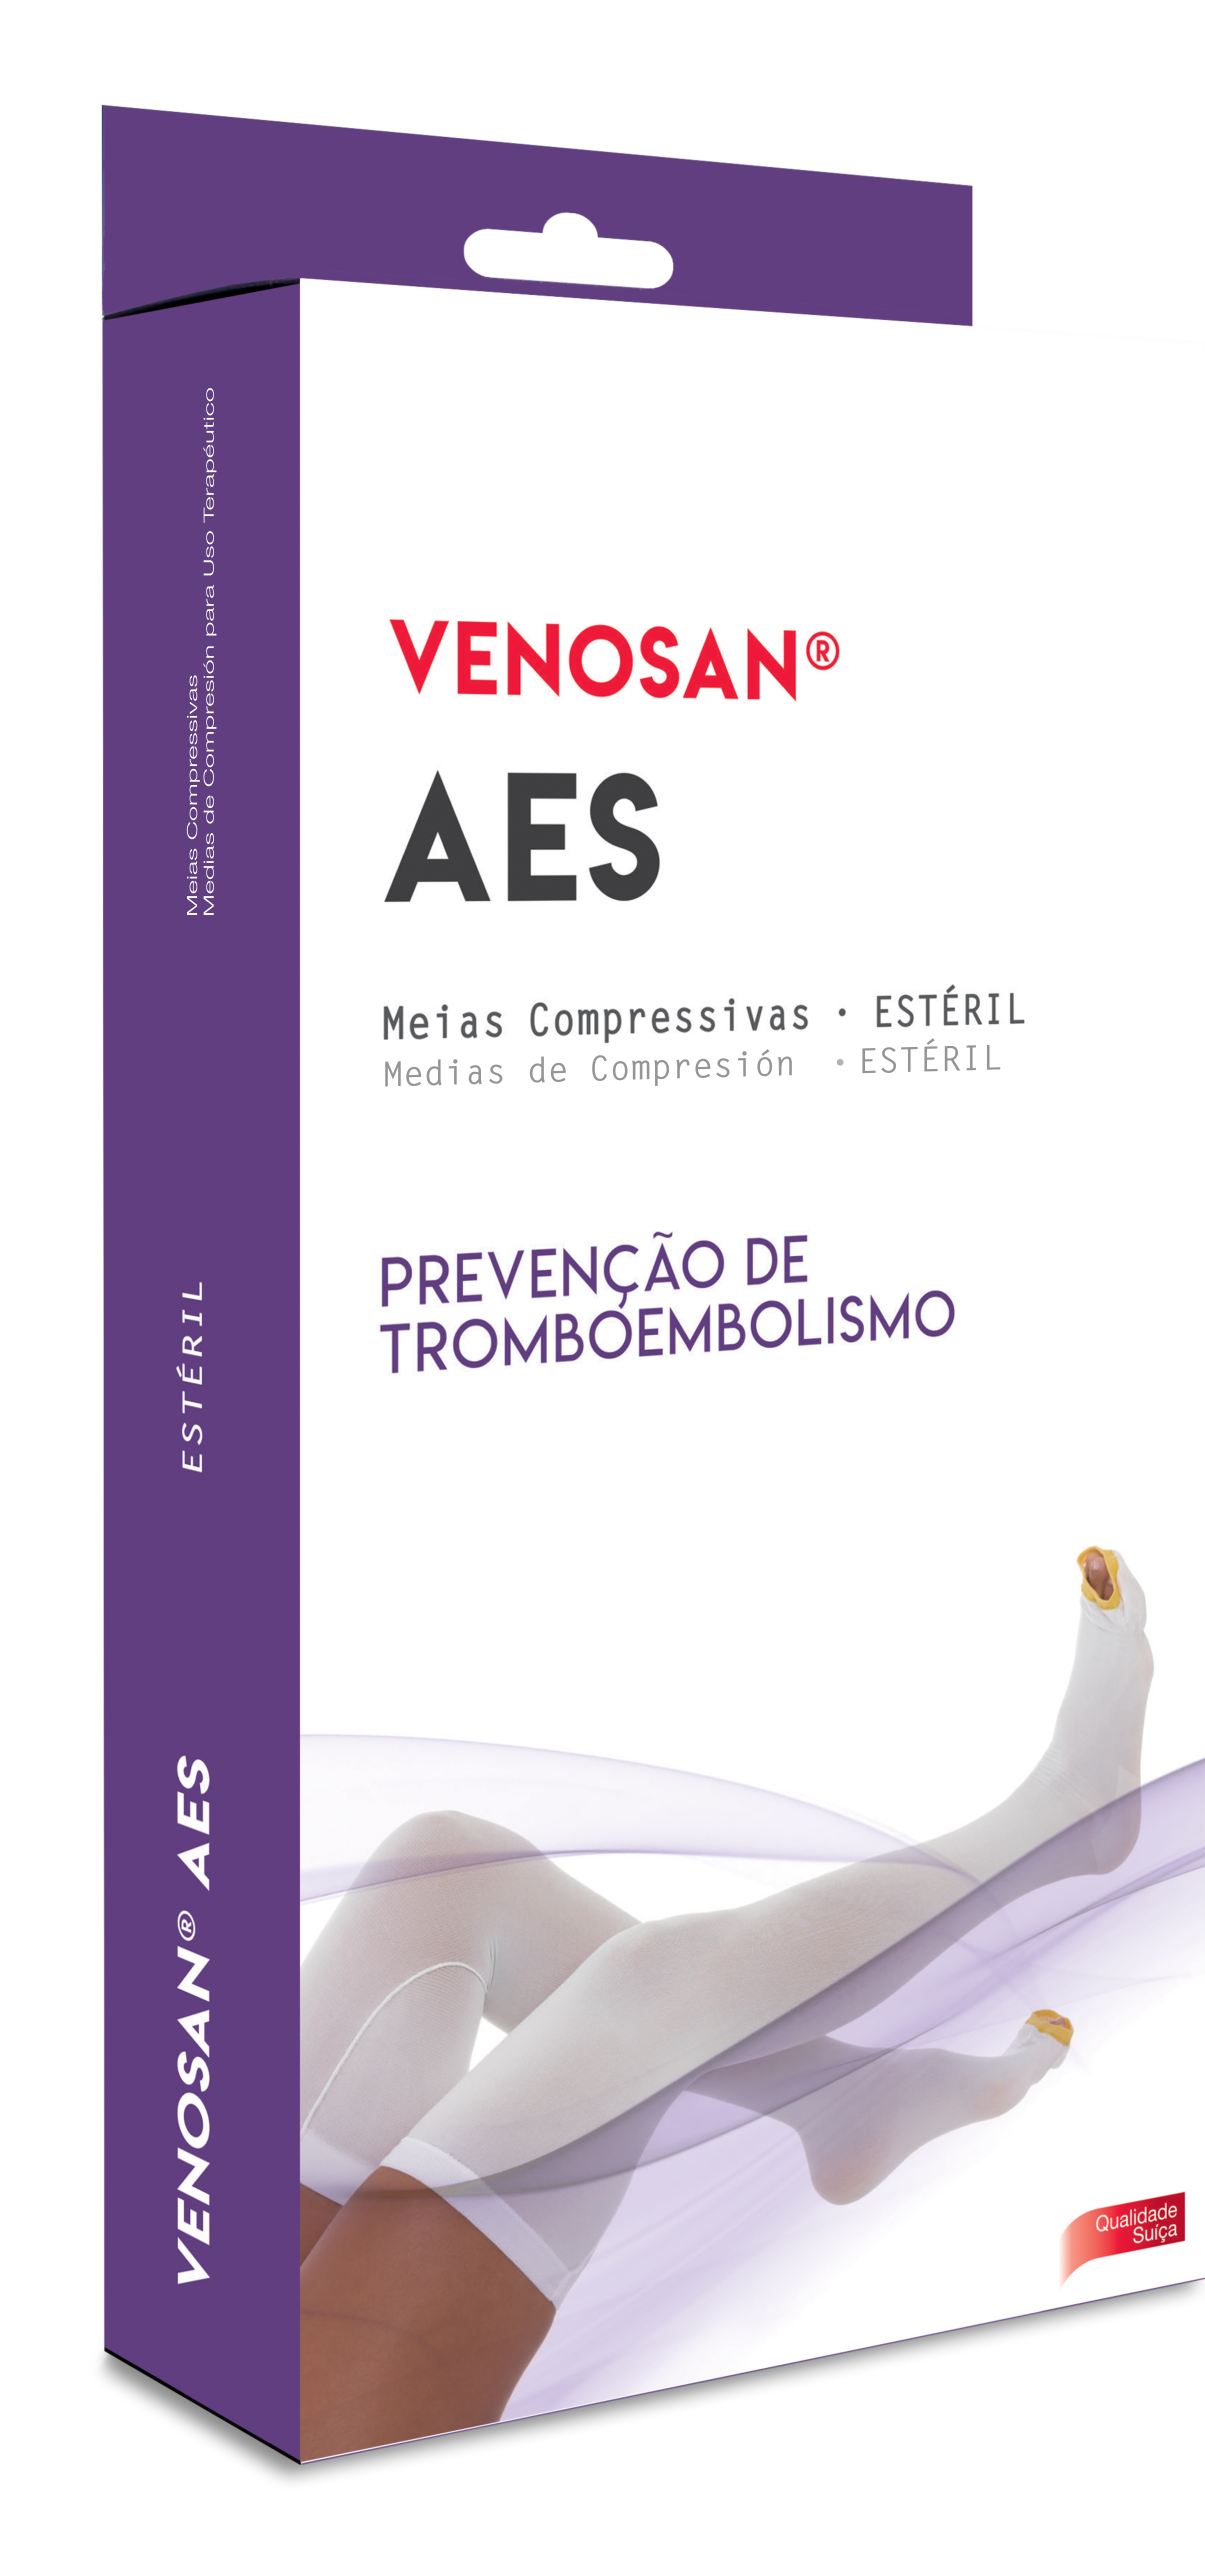 VENOSAN®
AES
Meias Compressivas · ESTÉRIL
Medias de Compresión · ESTÉRIL
PREVENÇÃO DE
TROMBOEMBOLISMO
Qualidade
Suíça
Meias Compressivas
Medias de Compresión para Uso Terapéutico
ESTÉRIL
VENOSAN® AES